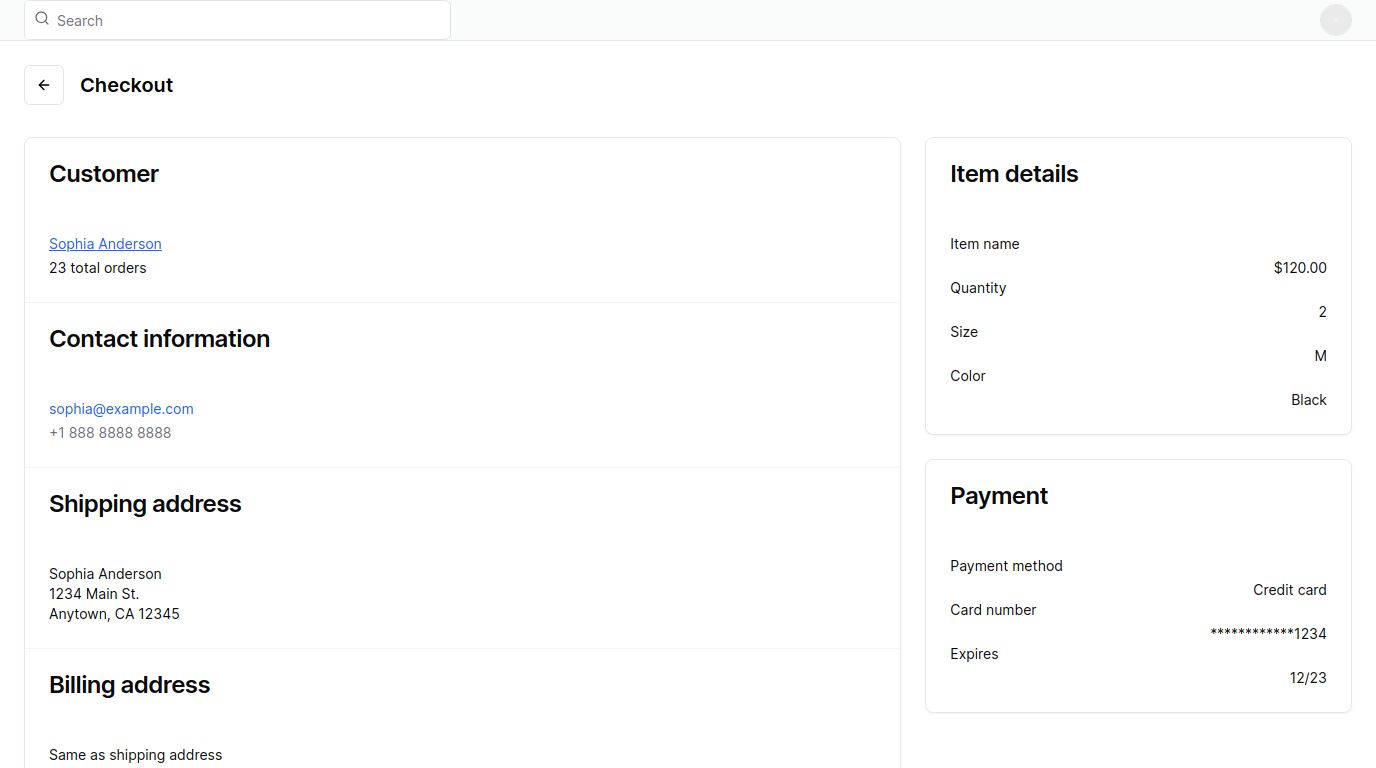 Search
Checkout
Customer
Sophia Anderson
23 total orders
Contact information
sophia@example.com
+1 888 8888 8888
Shipping address
Sophia Anderson
1234 Main St.
Anytown, CA 12345
Billing address
Same as shipping address
Item details
Item name
$120.00
Quantity
2
Size
M
Color
Black
Payment
Payment method
Credit card
Card number
************1234
Expires
12/23